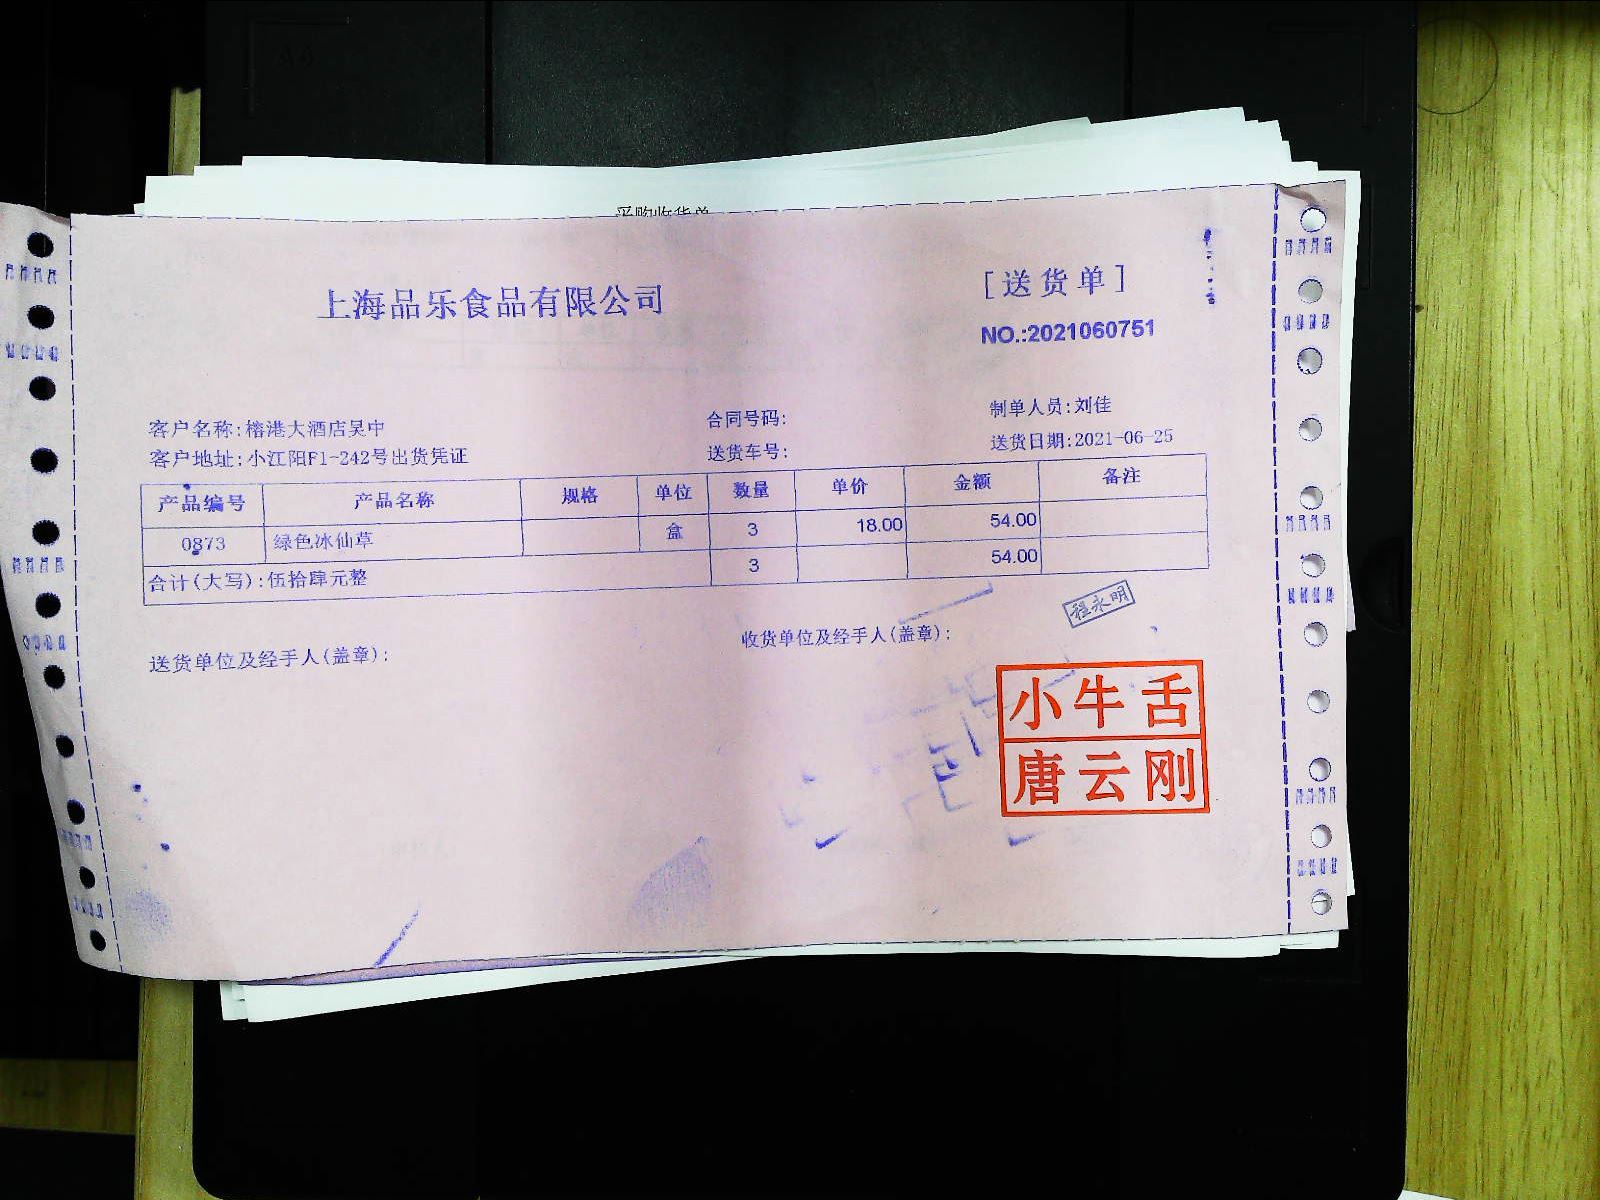 采购收货单
上海品乐食品有限公司
[送货单]
NO.:2021060751
客户名称:榕港大酒店吴中
合同号码:
制单人员:刘佳
客户地址:小江阳F1-242号出货凭证
送货车号:
送货日期:2021-06-25
产品编号 产品名称 规格 单位 数量 单价 金额 备注
0873 绿色冰仙草 盒 3 18.00 54.00
合计(大写):伍拾肆元整 3 54.00
程永明
送货单位及经手人(盖章):
收货单位及经手人(盖章):
小牛舌
唐云刚